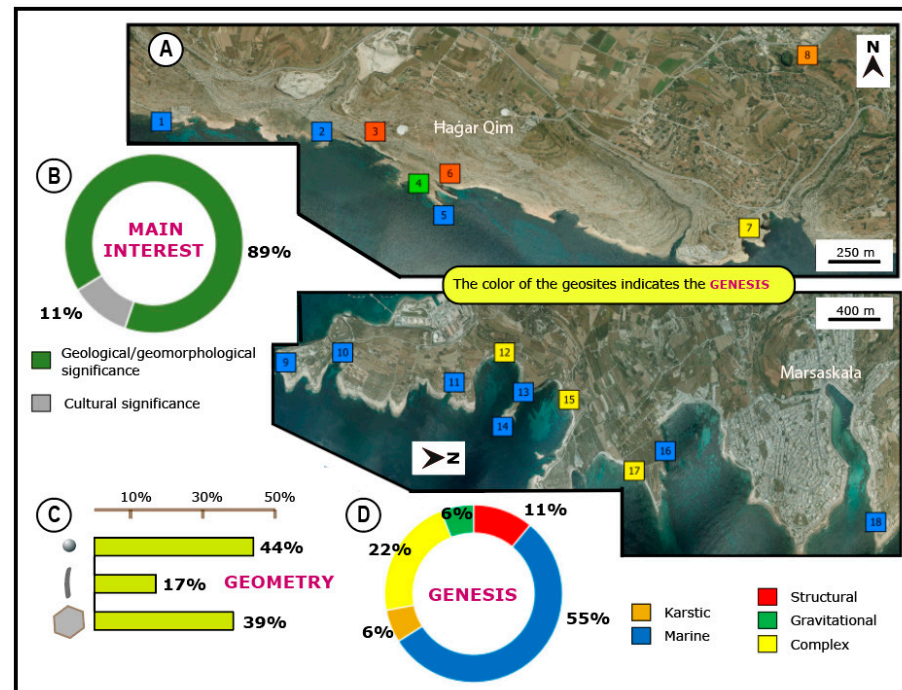 A
N
1
2
3
4
5
6
7
8
Ħaġar Qim
250 m
B
MAIN
INTEREST
89%
11%
Geological/geomorphological
significance
Cultural significance
The color of the geosites indicates the GENESIS
400 m
9
10
11
12
13
14
15
16
17
18
Marsaskala
N
C
10%
30%
50%
44%
17%
GEOMETRY
39%
D
6%
11%
22%
GENESIS
6%
55%
Karstic
Marine
Structural
Gravitational
Complex